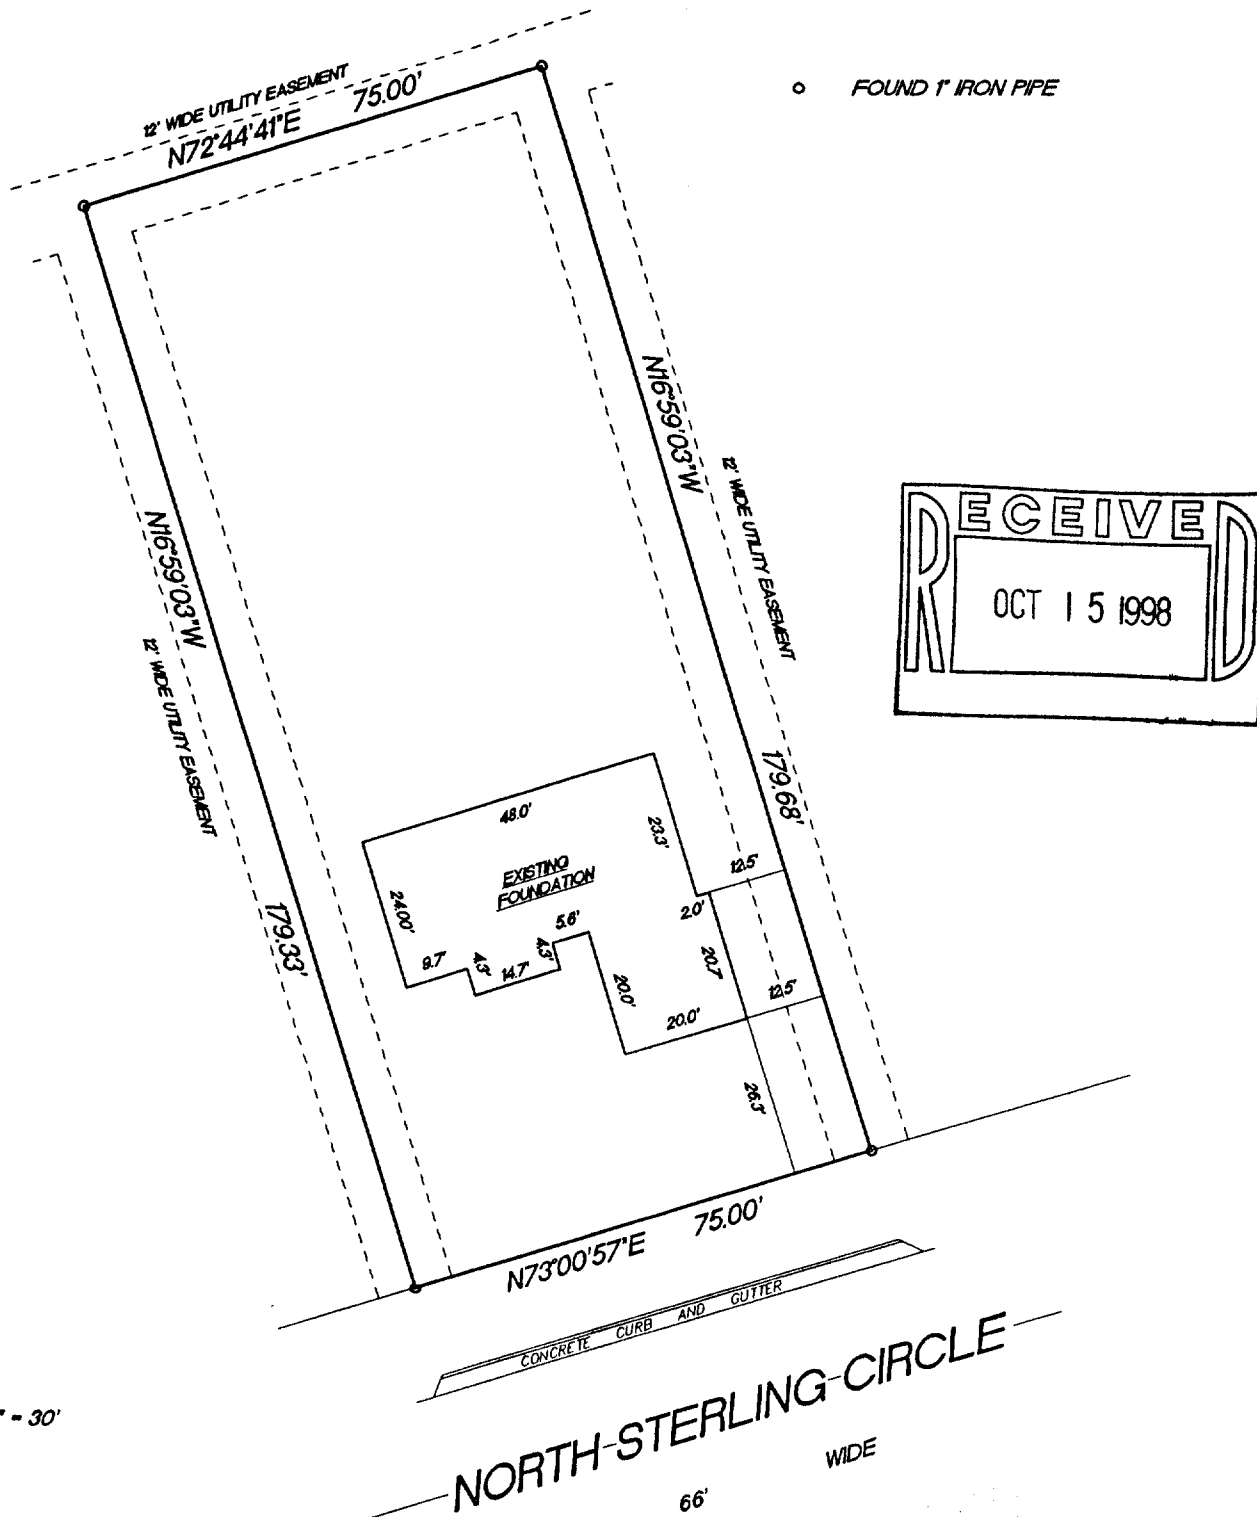 12' WIDE UTILITY EASEMENT
N72°44'41"E 75.00'
FOUND 1" IRON PIPE
N16°59'03"W
12' WIDE UTILITY EASEMENT
179.68'
RECEIVED
OCT 15 1998
N16°59'03"W
12' WIDE UTILITY EASEMENT
179.33'
48.0'
23.3'
EXISTING
FOUNDATION
24.00'
12.5'
2.0'
5.6'
4.3'
9.7'
4.3'
14.7'
20.7'
20.0'
12.5'
20.0'
26.3'
N73°00'57"E 75.00'
CONCRETE CURB AND GUTTER
" = 30'
NORTH STERLING CIRCLE
66' WIDE